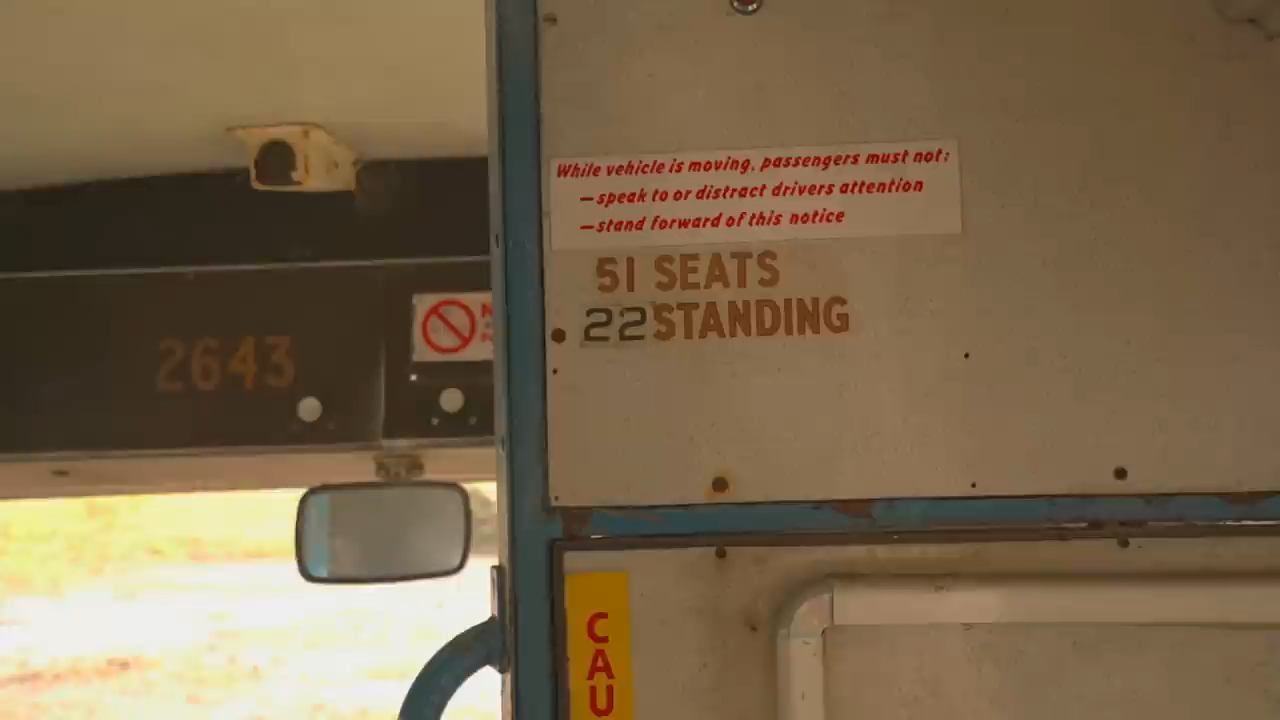 While vehicle is moving, passengers must not:
—speak to or distract drivers attention
—stand forward of this notice
51 SEATS
22 STANDING
2643
CAU